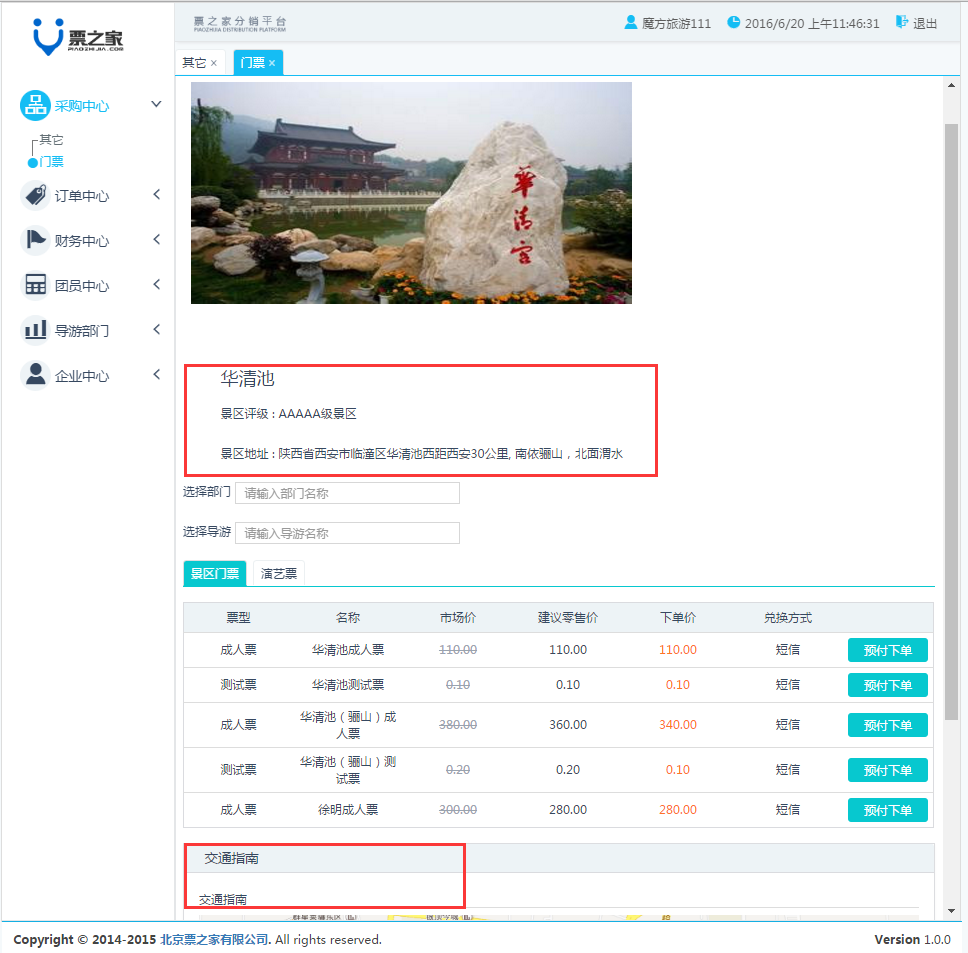 票之家
PIAOZHIJIA.COM
票之家分销平台
PIAOZHIJIA DISTRIBUTION PLATFORM
魔方旅游111 2016/6/20 上午11:46:31 退出
其它 × 门票 ×
采购中心
其它
门票
订单中心
财务中心
团员中心
导游部门
企业中心
華清宫
华清池
景区评级 : AAAAA级景区
景区地址 : 陕西省西安市临潼区华清池西距西安30公里, 南依骊山，北面渭水
选择部门 请输入部门名称
选择导游 请输入导游名称
景区门票 演艺票
票型 名称 市场价 建议零售价 下单价 兑换方式
成人票 华清池成人票 110.00 110.00 110.00 短信 预付下单
测试票 华清池测试票 0.10 0.10 0.10 短信 预付下单
成人票 华清池（骊山）成人票 380.00 360.00 340.00 短信 预付下单
测试票 华清池（骊山）测试票 0.20 0.20 0.10 短信 预付下单
成人票 徐明成人票 300.00 280.00 280.00 短信 预付下单
交通指南
交通指南
Copyright © 2014-2015 北京票之家有限公司. All rights reserved.
Version 1.0.0